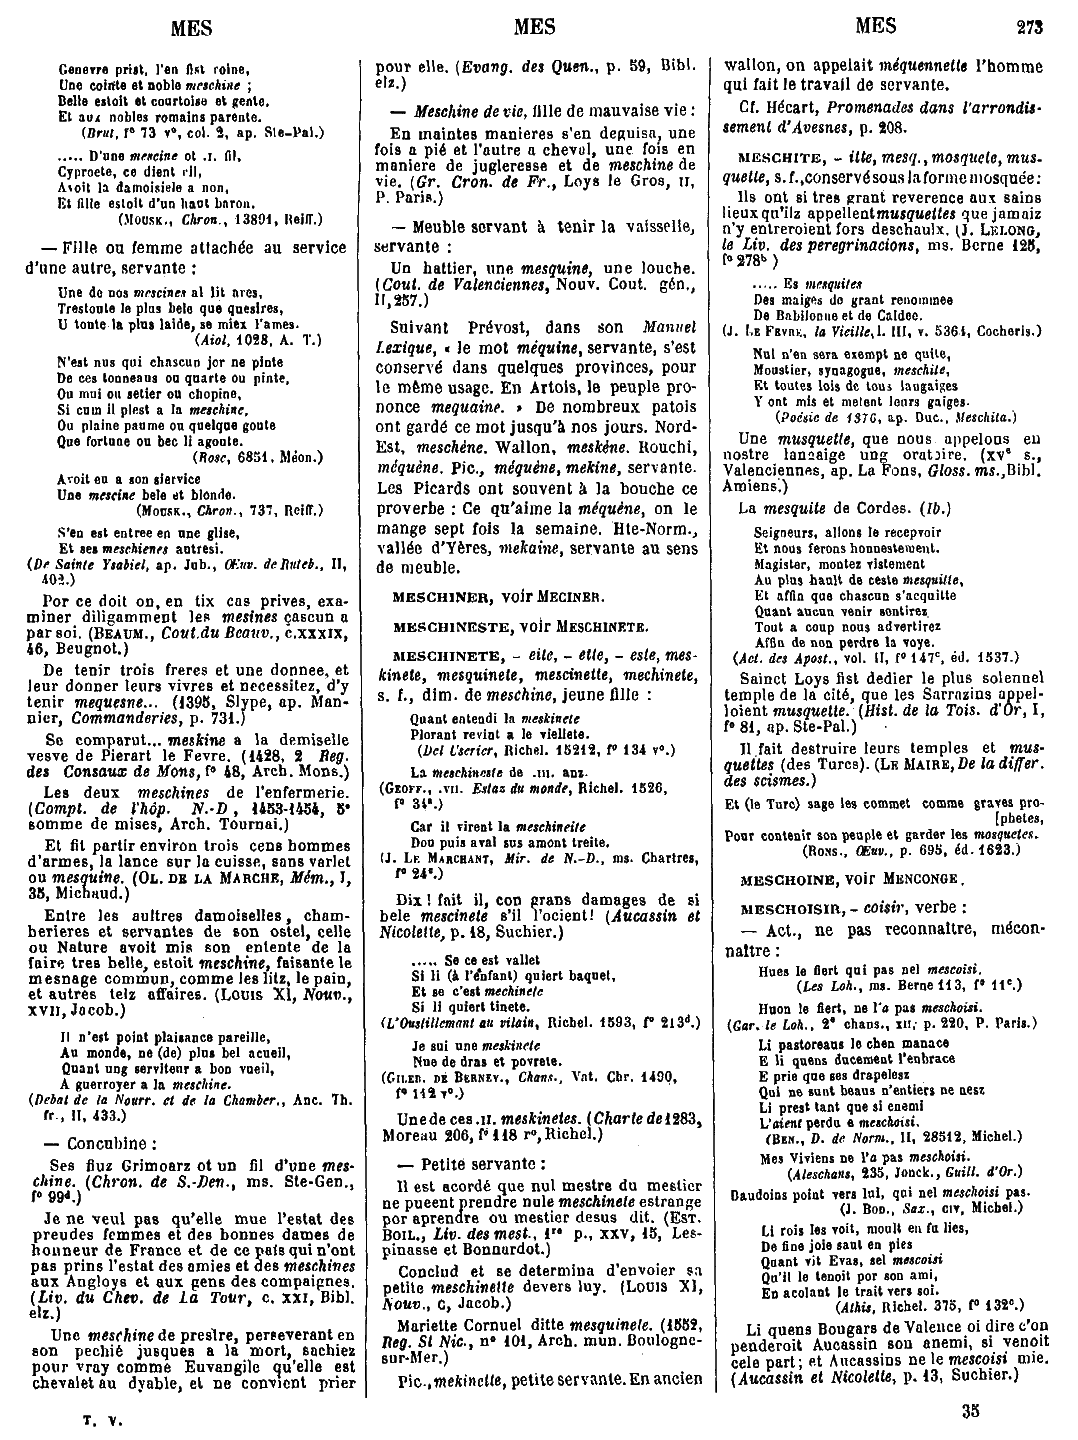 MES
MES
MES 273
Genevre prist, l'en fist roine,
Une cointe et noble meschine ;
Belle estoit et courtoise et gente,
Et aux nobles romains parente.
(Brut, f° 73 v°, col. 2, ap. Ste-Pal.)
..... D'une mescine ot .I. fil,
Cyproete, ce dient cil,
Avoit la damoisiele a non,
Et fille estoit d'un haut baron.
(MOUSK., Chron., 13891, Reiff.)
— Fille ou femme attachée au service
d'une autre, servante :
Une de nos mescines al lit ares,
Trestoute le plus bele que quesires,
U toute la plus laide, se miex l'ames.
(Aiol, 1028, A. T.)
N'est nus qui chascun jor ne pinte
De ces tonneaus ou quarte ou pinte,
Ou mui ou setier ou chopine,
Si cum il plest a la meschine,
Ou plaine paume ou quelque goute
Que fortune ou bec li agoute.
(Rose, 6851, Méon.)
Avoit eu a son siervice
Une mescine bele et blonde.
(MOUSK., Chron., 737, Reiff.)
S'en est entree en une glise,
Et ses meschienes autresi.
(De Sainte Ysabiel, ap. Jub., Œuv. de Ruteb., II,
402.)
Por ce doit on, en tix cas prives, exa-
miner diligamment les mesines çascun a
par soi. (BEAUM., Cout. du Beauv., c. XXXIX,
46, Beugnot.)
De tenir trois freres et une donnee, et
leur donner leurs vivres et necessitez, d'y
tenir mequesne... (1395, Slype, ap. Man-
nier, Commanderies, p. 731.)
Se comparut... meskine a la demiselle
vesve de Pierart le Fevre. (1428, 2 Reg.
des Consaux de Mons, f° 48, Arch. Mons.)
Les deux meschines de l'enfermerie.
(Compt. de l'hôp. N.-D, 1453-1454, 5°
somme de mises, Arch. Tournai.)
Et fit partir environ trois cens hommes
d'armes, la lance sur la cuisse, sans varlet
ou mesquine. (OL. DE LA MARCHE, Mém., I,
35, Michaud.)
Entre les aultres damoiselles, cham-
berieres et servantes de son ostel, celle
ou Nature avoit mis son entente de la
faire tres belle, estoit meschine, faisante le
mesnage commun, comme les litz, le pain,
et autres telz affaires. (LOUIS XI, Nouv.,
XVII, Jacob.)
Il n'est point plaisance pareille,
Au monde, ne (de) plus bel acueil,
Quant ung serviteur a bon vueil,
A guerroyer a la meschine.
(Debat de la Nourr. et de la Chamber., Anc. Th.
fr., II, 433.)
— Concubine :
Ses fiuz Grimoarz ot un fil d'une mes-
chine. (Chron. de S.-Den., ms. Ste-Gen.,
f° 99d.)
Je ne veul pas qu'elle mue l'estat des
preudes femmes et des bonnes dames de
honneur de France et de ce païs qui n'ont
pas prins l'estat des amies et des meschines
aux Angloys et aux gens des compaignes.
(Liv. du Chev. de La Tour, c. XXI, Bibl.
elz.)
Une meschine de prestre, perseverant en
son pechié jusques a la mort, sachiez
pour vray comme Euvangile qu'elle est
chevalet au dyable, et ne convient prier
T. V.
pour elle. (Evang. des Quen., p. 59, Bibl.
elz.)
— Meschine de vie, fille de mauvaise vie :
En maintes manieres s'en deguisa, une
fois a pié et l'autre a cheval, une fois en
maniere de jugleresse et de meschine de
vie. (Gr. Cron. de Fr., Loys le Gros, II,
P. Paris.)
— Meuble servant à tenir la vaisselle,
servante :
Un hattier, une mesquine, une louche.
(Cout. de Valenciennes, Nouv. Cout. gén.,
II, 257.)
Suivant Prévost, dans son Manuel
Lexique, « le mot méquine, servante, s'est
conservé dans quelques provinces, pour
le même usage. En Artois, le peuple pro-
nonce mequaine. » De nombreux patois
ont gardé ce mot jusqu'à nos jours. Nord-
Est, meschène. Wallon, meskène. Rouchi,
méquène. Pic., méquène, mekine, servante.
Les Picards ont souvent à la bouche ce
proverbe : Ce qu'aime la méquène, on le
mange sept fois la semaine. Hte-Norm.,
vallée d'Yères, mekaine, servante au sens
de meuble.
MESCHINER, voir MECINER.
MESCHINESTE, voir MESCHINETE.
MESCHINETE, - eite, - ette, - este, mes-
kinete, mesquinete, mescinette, mechinete,
s. f., dim. de meschine, jeune fille :
Quant entendi la meskinete
Plorant revint a le viellete.
(Del Uscrier, Richel. 15212, f° 134 v°.)
La meschineste de .III. anz.
(GEOFF., .VII. Estaz du monde, Richel. 1526,
f° 34a.)
Car il virent la meschineite
Dou puis aval sus amont treite.
(J. LE MARCHANT, Mir. de N.-D., ms. Chartres,
f° 24a.)
Dix ! fait il, con grans damages de si
bele mescinete s'il l'ocient ! (Aucassin et
Nicolette, p. 18, Suchier.)
..... Se ce est vallet
Si li (à l'énfant) quiert baquet,
Et se c'est mechinete
Si li quiert tinete.
(L'Oustillemant au vilain, Richel. 1593, f° 213d.)
Je sui une meskinete
Nue de dras et povrete.
(GILEB. DE BERNEV., Chans., Vat. Chr. 1490,
f° 112 v°.)
Une de ces .II. meskinetes. (Charte de 1283,
Moreau 206, f° 118 r°, Richel.)
— Petite servante :
Il est acordé que nul mestre du mestier
ne pueent prendre nule meschinete estrange
por aprendre ou mestier desus dit. (EST.
BOIL., Liv. des mest., 1re p., XXV, 15, Les-
pinasse et Bonnardot.)
Conclud et se determina d'envoier sa
petite meschinette devers luy. (LOUIS XI,
Nouv., C, Jacob.)
Mariette Cornuel ditte mesquinete. (1552,
Reg. St Nic., n° 101, Arch. mun. Boulogne-
sur-Mer.)
Pic., mekinette, petite servante. En ancien
wallon, on appelait méquennette l'homme
qui fait le travail de servante.
Cf. Hécart, Promenades dans l'arrondis-
sement d'Avesnes, p. 208.
MESCHITE, - itte, mesq., mosquete, mus-
quette, s. f., conservé sous la forme mosquée :
Ils ont si tres grant reverence aux sains
lieux qu'ilz appellent musquettes que jamaiz
n'y entreroient fors deschaulx. (J. LELONG,
le Liv. des peregrinacions, ms. Berne 125,
f° 278b )
..... Es mesquites
Des maiges de grant renommee
De Babilonne et de Caldee.
(J. LE FEVRE, la Vieille, l. III, v. 5361, Cocheris.)
Nul n'en sera exempt ne quite,
Moustier, synagogue, meschite,
Et toutes lois de tous langaiges
Y ont mis et metent leurs gaiges.
(Poésie de 1376, ap. Duc., Meschita.)
Une musquette, que nous appelons en
nostre langaige ung oratoire. (XVe s.,
Valenciennes, ap. La Fons, Gloss. ms., Bibl.
Amiens.)
La mesquite de Cordes. (Ib.)
Seigneurs, allons le recepvoir
Et nous ferons honnestement.
Magister, montez vistement
Au plus hault de ceste mesquitte,
Et affin que chascun s'acquitte
Quant aucun venir sentirez
Tout a coup nous advertirez
Affin de non perdre la voye.
(Act. des Apost., vol. II, f° 147c, éd. 1537.)
Sainct Loys fist dedier le plus solennel
temple de la cité, que les Sarrazins appel-
loient musquette. (Hist. de la Tois. d'Or, I,
f° 81, ap. Ste-Pal.)
Il fait destruire leurs temples et mus-
quettes (des Turcs). (LE MAIRE, De la differ.
des scismes.)
Et (le Turc) sage les commet comme graves pro-
[phetes,
Pour contenir son peuple et garder les mosquetes.
(RONS., Œuv., p. 695, éd. 1623.)
MESCHOINE, voir MENCONGE.
MESCHOISIR, - coisir, verbe :
— Act., ne pas reconnaître, mécon-
naître :
Hues le fiert qui pas nel mescoisi.
(Les Loh., ms. Berne 113, f° 11c.)
Huon le fiert, ne l'a pas meschoisi.
(Gar. le Loh., 2e chans., XII, p. 220, P. Paris.)
Li pastoreaus le chen manace
E li quens ducement l'enbrace
E prie que ses drapelesz
Qui ne sunt beaus n'entiers ne nesz
Li prest tant que si enemi
L'aient perdu e meschoisi.
(BEN., D. de Norm., II, 28512, Michel.)
Mes Viviens ne l'a pas meschoisi.
(Aleschans, 235, Jonck., Guill. d'Or.)
Baudoins point vers lui, qui nel meschoisi pas.
(J. BOD., Sax., CIV, Michel.)
Li rois les voit, moult en fu lies,
De fine joie saut en pies
Quant vit Evas, sel mescoisi
Qu'il le tenoit por son ami,
En acolant le trait vers soi.
(Athis, Richel. 375, f° 132c.)
Li quens Bougars de Valence oi dire c'on
penderoit Aucassin son anemi, si venoit
cele part ; et Aucassins ne le mescoisi mie.
(Aucassin et Nicolette, p. 13, Suchier.)
35